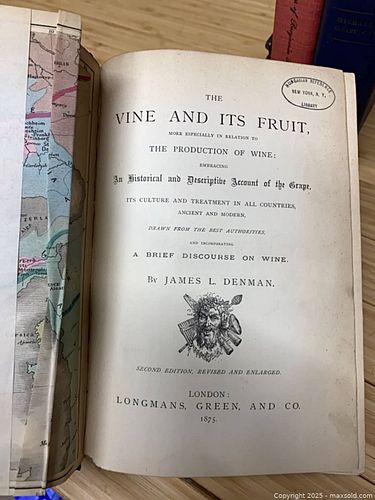 THE
VINE AND ITS FRUIT,
MORE ESPECIALLY IN RELATION TO
THE PRODUCTION OF WINE:
EMBRACING
An Historical and Descriptive Account of the Grape,
ITS CULTURE AND TREATMENT IN ALL COUNTRIES,
ANCIENT AND MODERN,
DRAWN FROM THE BEST AUTHORITIES,
AND INCORPORATING
A BRIEF DISCOURSE ON WINE.
BY JAMES L. DENMAN.
SECOND EDITION, REVISED AND ENLARGED.
LONDON:
LONGMANS, GREEN, AND CO.
1875.
HUNGARIAN REFERENCE
NEW YORK, N. Y.
LIBRARY
Copyright © 2025 - maxsold.com